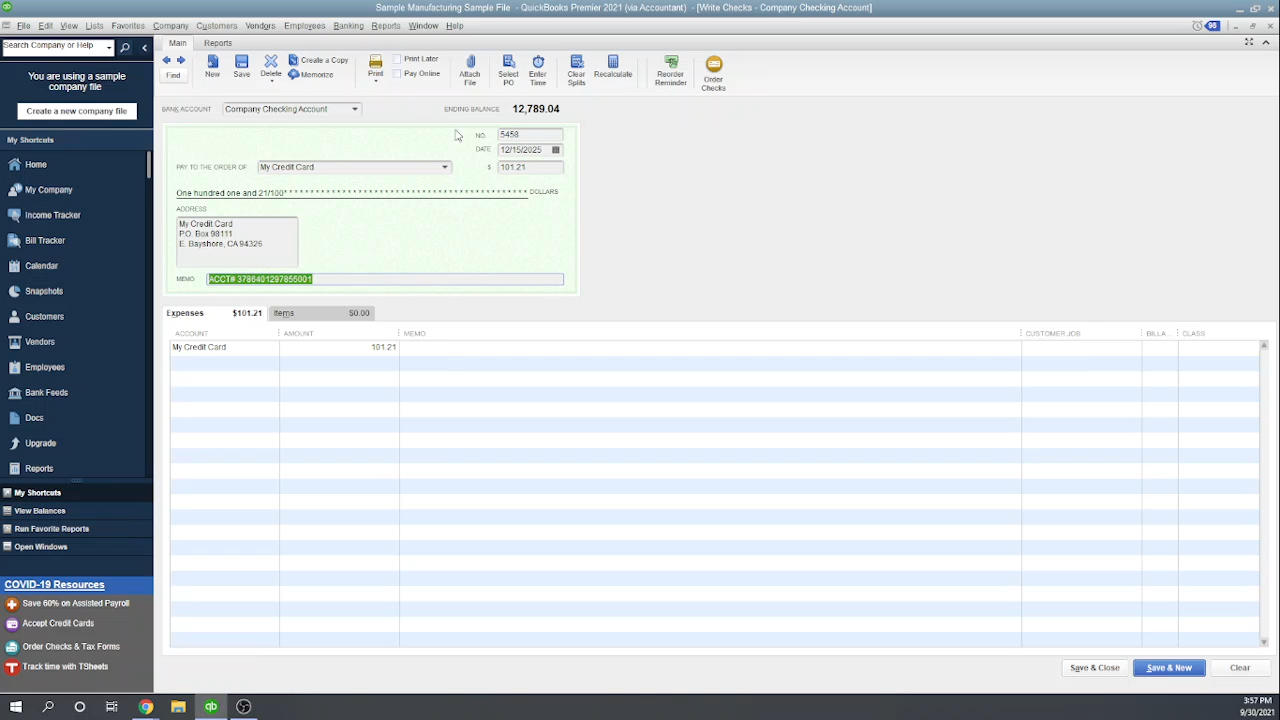 Sample Manufacturing Sample File - QuickBooks Premier 2021 (via Accountant) - [Write Checks - Company Checking Account]
File Edit View Lists Favorites Company Customers Vendors Employees Banking Reports Window Help 98
Search Company or Help
Main Reports
Find New Save Delete Create a Copy Memorize Print Print Later Pay Online Attach File Select PO Enter Time Clear Splits Recalculate Reorder Reminder Order Checks
You are using a sample company file
Create a new company file
My Shortcuts
Home
My Company
Income Tracker
Bill Tracker
Calendar
Snapshots
Customers
Vendors
Employees
Bank Feeds
Docs
Upgrade
Reports
My Shortcuts
View Balances
Run Favorite Reports
Open Windows
COVID-19 Resources
Save 60% on Assisted Payroll
Accept Credit Cards
Order Checks & Tax Forms
Track time with TSheets
BANK ACCOUNT Company Checking Account ENDING BALANCE 12,789.04
NO. 5458
DATE 12/15/2025
PAY TO THE ORDER OF My Credit Card $ 101.21
One hundred one and 21/100* * * * * * * * * * * * * * * * * * * * * * * * * * * * * * * * * * * * * * * DOLLARS
ADDRESS
My Credit Card
P.O. Box 98111
E. Bayshore, CA 94326
MEMO ACCT# 3786401297855001
Expenses $101.21 Items $0.00
ACCOUNT AMOUNT MEMO CUSTOMER:JOB BILLA... CLASS
My Credit Card 101.21
Save & Close Save & New Clear
3:57 PM
9/30/2021